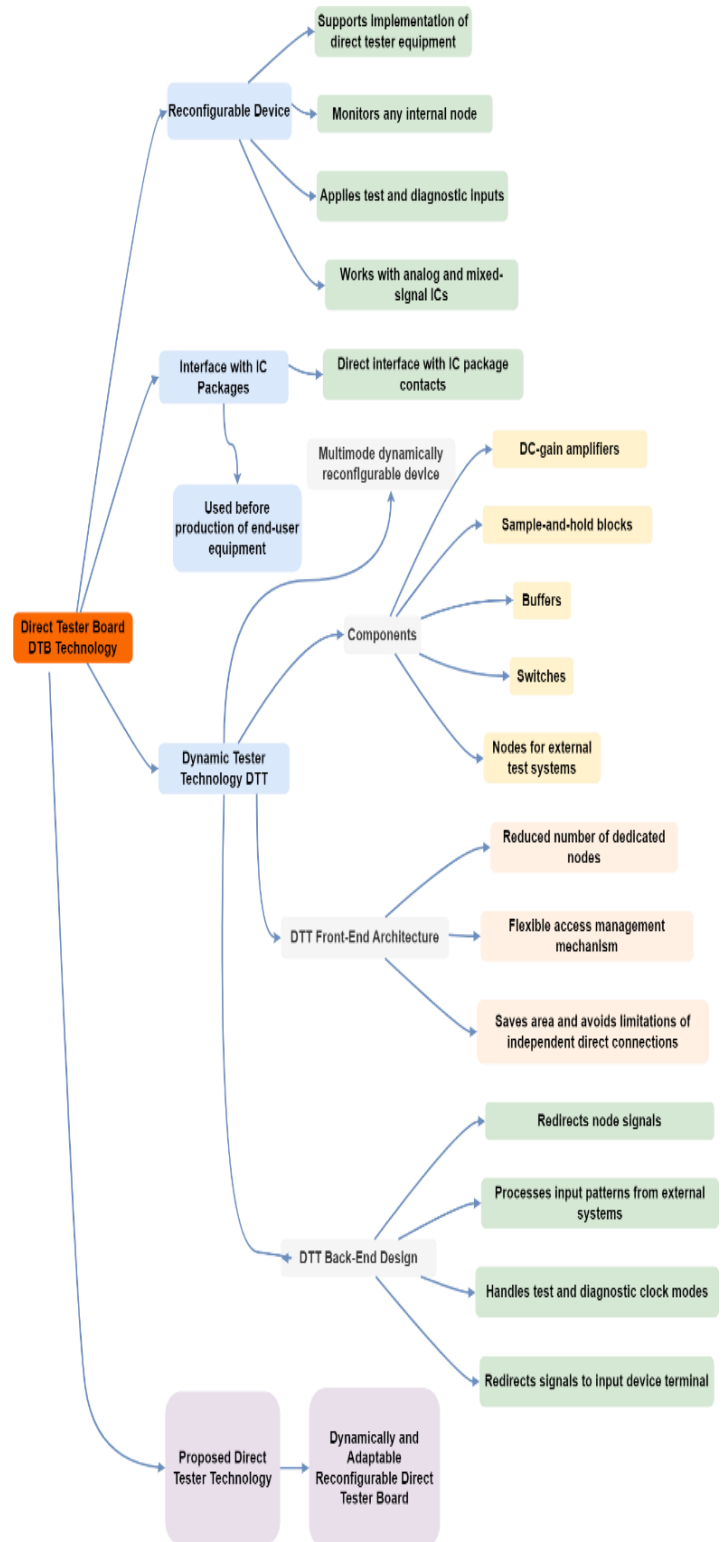 Supports Implementation of
direct tester equipment
Reconfigurable Device
Monitors any internal node
Applies test and diagnostic inputs
Works with analog and mixed-
signal ICs
Interface with IC
Packages
Direct interface with IC package
contacts
Used before
production of end-user
equipment
Multimode dynamically
reconfigurable device
DC-gain amplifiers
Sample-and-hold blocks
Buffers
Direct Tester Board
DTB Technology
Components
Switches
Nodes for external
test systems
Dynamic Tester
Technology DTT
Reduced number of dedicated
nodes
DTT Front-End Architecture
Flexible access management
mechanism
Saves area and avoids limitations of
independent direct connections
Redirects node signals
Processes input patterns from external
systems
DTT Back-End Design
Handles test and diagnostic clock modes
Redirects signals to input device terminal
Proposed Direct
Tester Technology
Dynamically and
Adaptable
Reconfigurable Direct
Tester Board